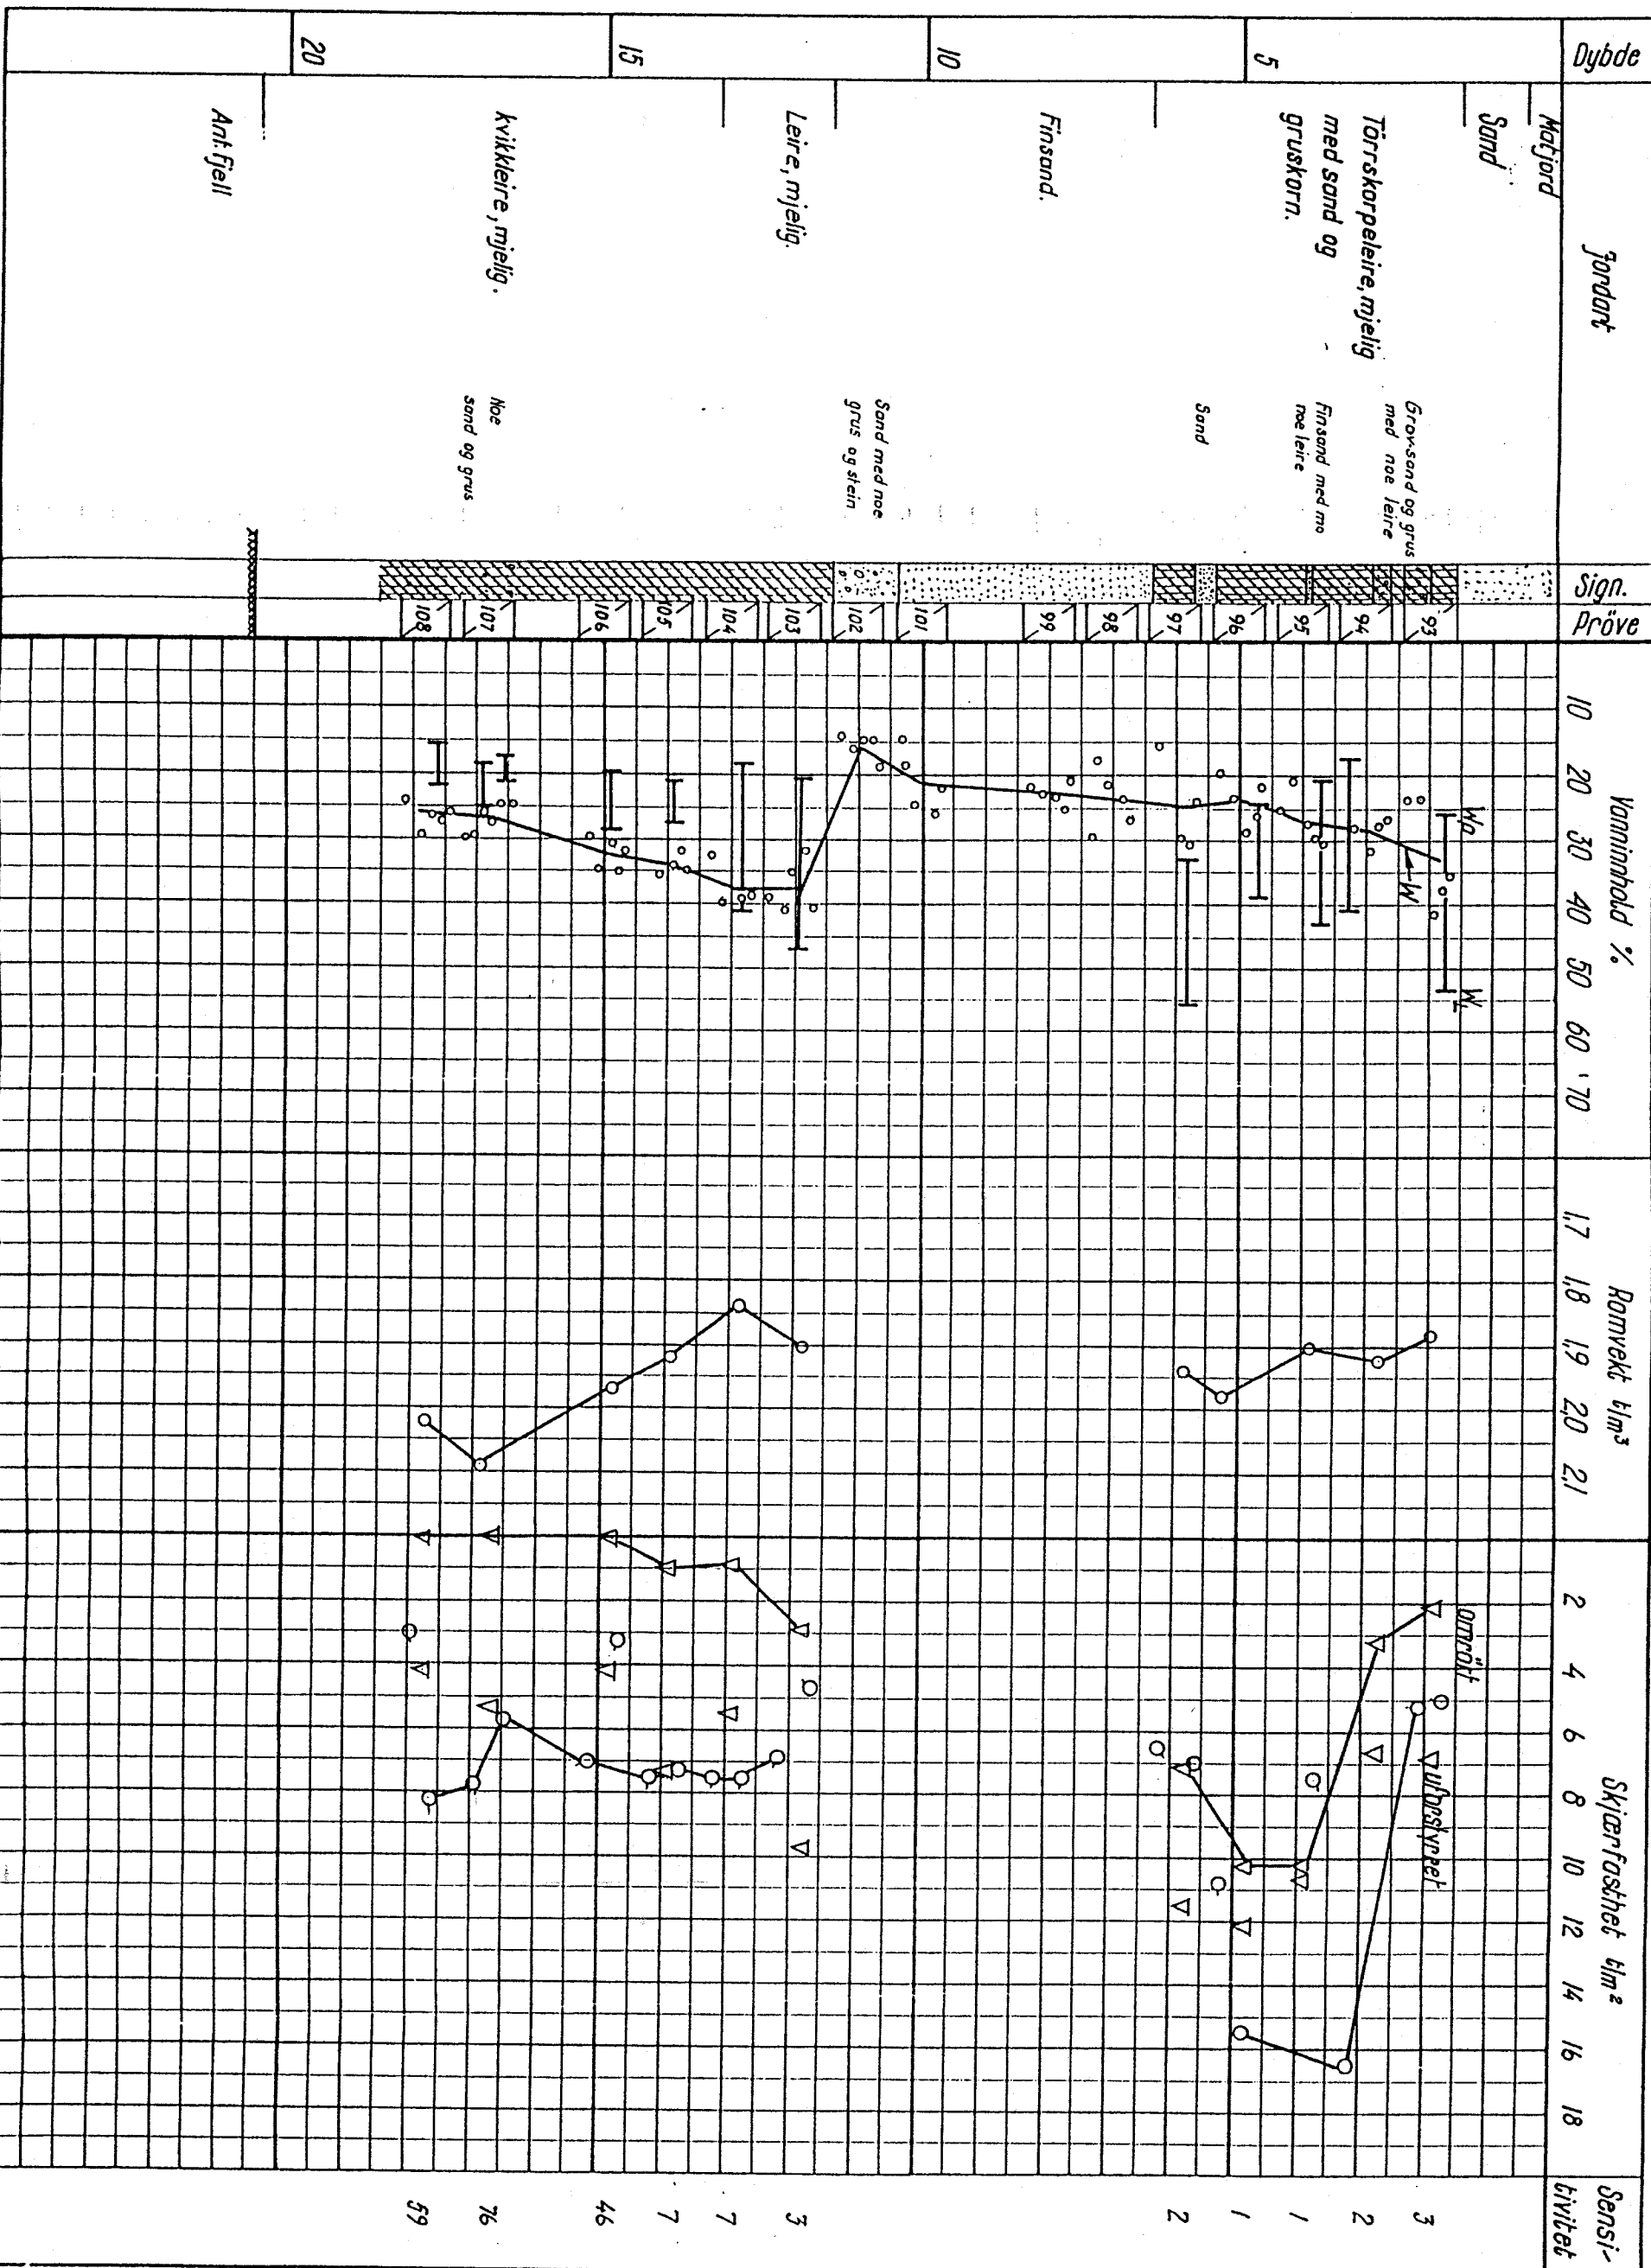 Dybde
Jordart
Sign.
Pröve
Vanninnhold %
10 20 30 40 50 60 70
Romvekt t/m³
1,7 1,8 1,9 2,0 2,1
Skjærfasthet t/m²
2 4 6 8 10 12 14 16 18
Sensi-
tivitet
Matjord
Sand
Törrskorpeleire, mjelig
med sand og
gruskorn.
Grovsand og grus
med noe leire
Finsand med mo
noe leire
Sand
5
Finsand.
10
Sand med noe
grus og stein
Leire, mjelig.
15
kvikkleire, mjelig.
Noe
sand og grus
Ant. fjell
20
93
94
95
96
97
98
99
101
102
103
104
105
106
107
108
Wp
W
WL
omrört
uforstyrret
3
2
1
1
2
3
7
7
46
76
59